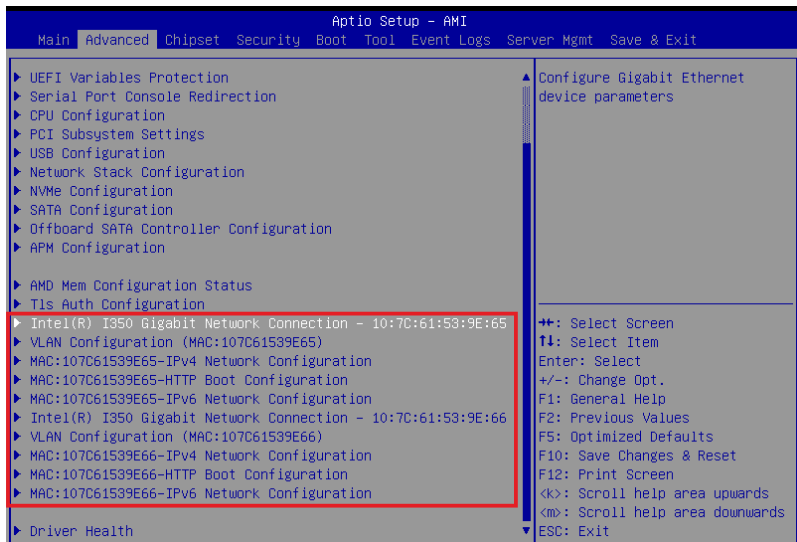 Aptio Setup – AMI
Main Advanced Chipset Security Boot Tool Event Logs Server Mgmt Save & Exit
UEFI Variables Protection
Serial Port Console Redirection
CPU Configuration
PCI Subsystem Settings
USB Configuration
Network Stack Configuration
NVMe Configuration
SATA Configuration
Offboard SATA Controller Configuration
APM Configuration
AMD Mem Configuration Status
Tls Auth Configuration
Intel(R) I350 Gigabit Network Connection – 10:7C:61:53:9E:65
VLAN Configuration (MAC:107C61539E65)
MAC:107C61539E65-IPv4 Network Configuration
MAC:107C61539E65-HTTP Boot Configuration
MAC:107C61539E65-IPv6 Network Configuration
Intel(R) I350 Gigabit Network Connection – 10:7C:61:53:9E:66
VLAN Configuration (MAC:107C61539E66)
MAC:107C61539E66-IPv4 Network Configuration
MAC:107C61539E66-HTTP Boot Configuration
MAC:107C61539E66-IPv6 Network Configuration
Driver Health
Configure Gigabit Ethernet
device parameters
→←: Select Screen
↑↓: Select Item
Enter: Select
+/-: Change Opt.
F1: General Help
F2: Previous Values
F5: Optimized Defaults
F10: Save Changes & Reset
F12: Print Screen
<k>: Scroll help area upwards
<m>: Scroll help area downwards
ESC: Exit